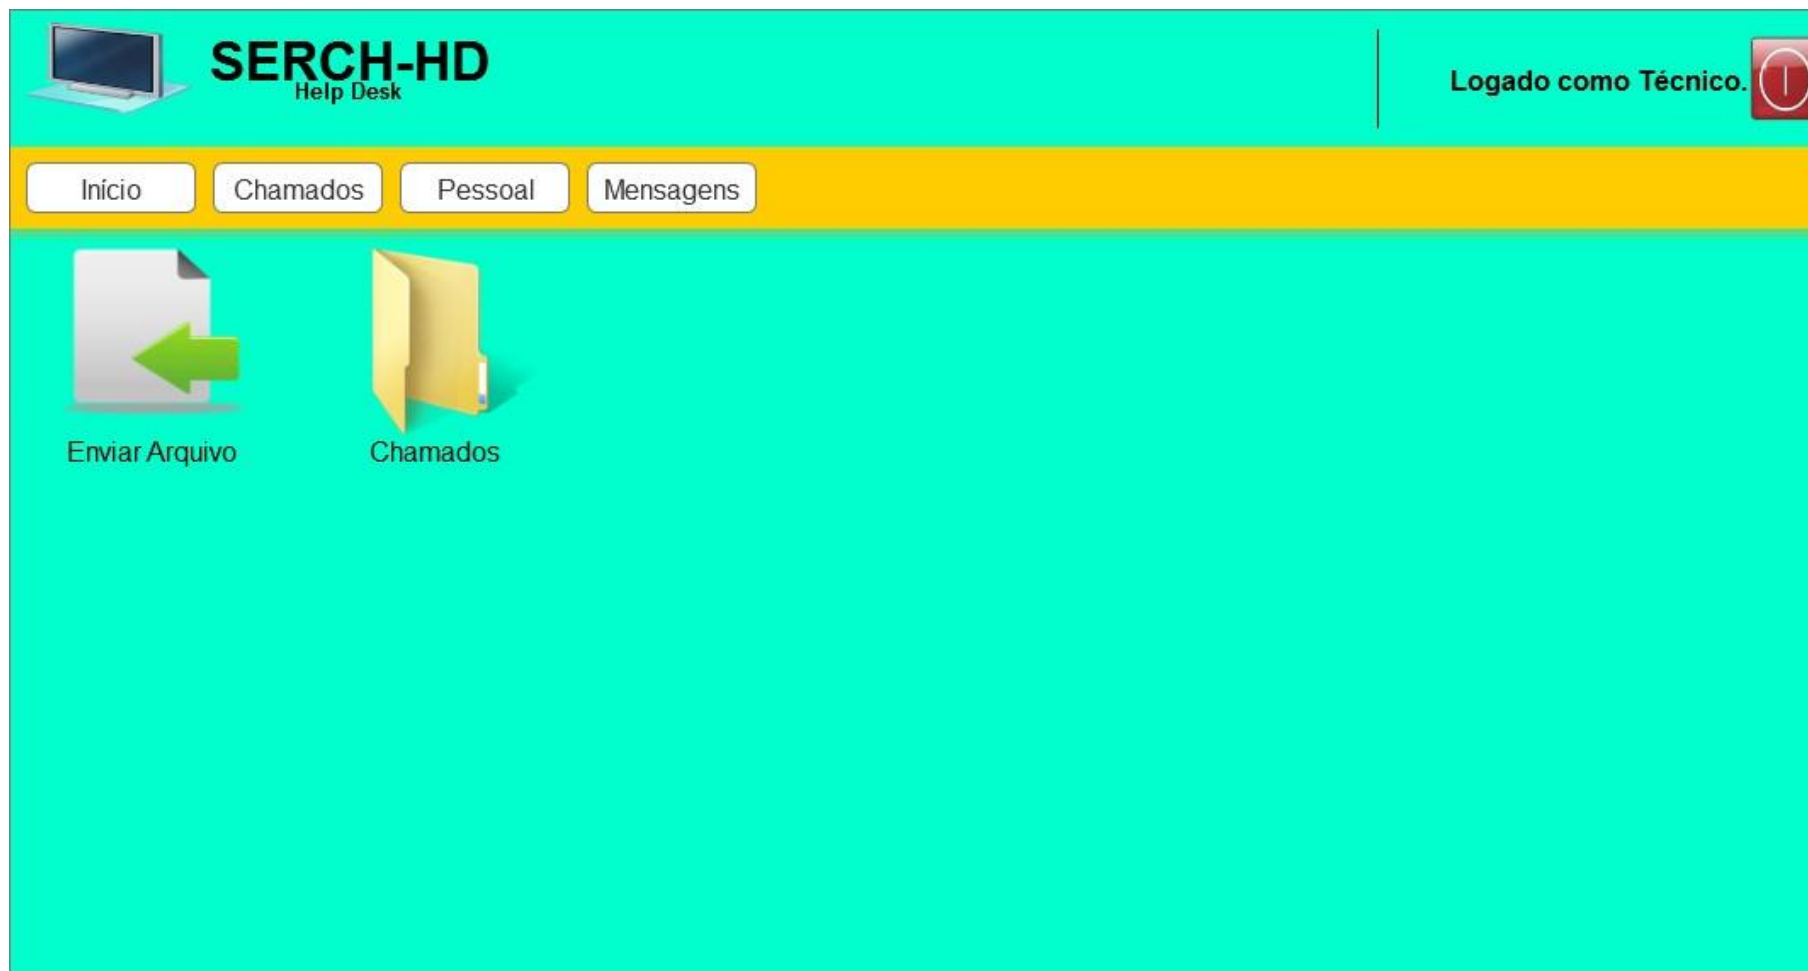 SERCH-HD
Help Desk
Logado como Técnico.
Início
Chamados
Pessoal
Mensagens
Enviar Arquivo
Chamados